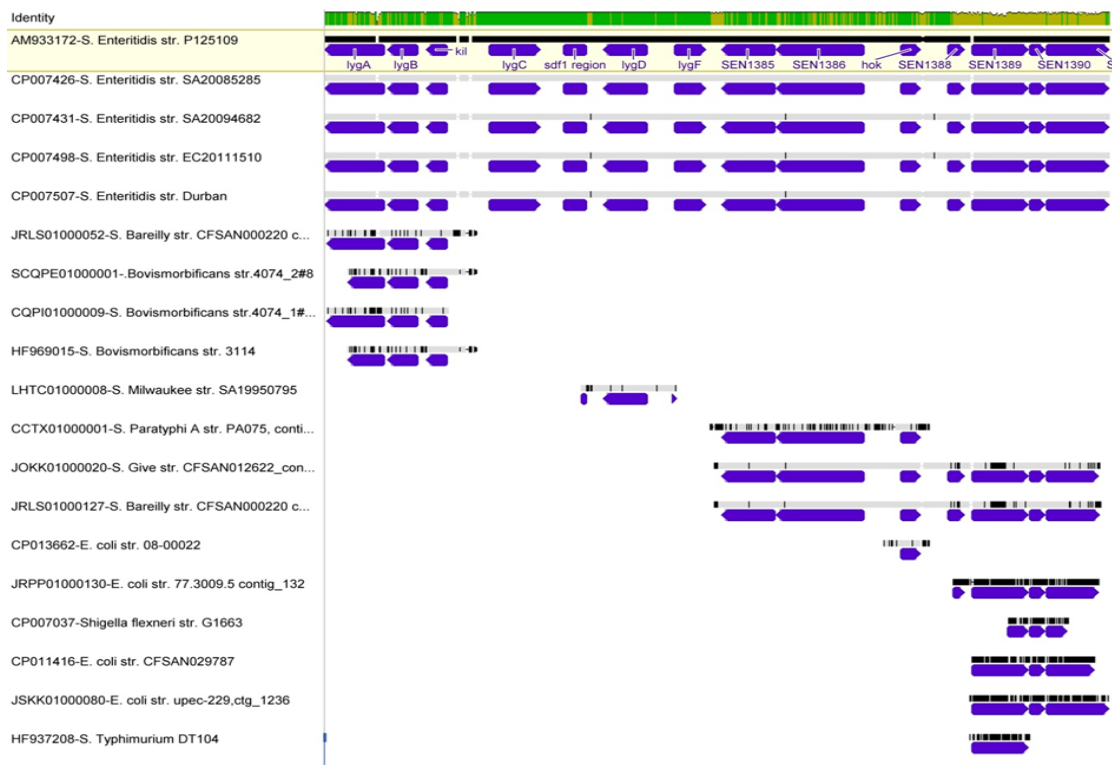 Identity
AM933172-S. Enteritidis str. P125109
kil
lygA lygB lygC sdf1 region lygD lygF SEN1385 SEN1386 hok SEN1388 SEN1389 SEN1390 S
CP007426-S. Enteritidis str. SA20085285
CP007431-S. Enteritidis str. SA20094682
CP007498-S. Enteritidis str. EC20111510
CP007507-S. Enteritidis str. Durban
JRLS01000052-S. Bareilly str. CFSAN000220 c...
SCQPE01000001-.Bovismorbificans str.4074_2#8
CQPI01000009-S. Bovismorbificans str.4074_1#...
HF969015-S. Bovismorbificans str. 3114
LHTC01000008-S. Milwaukee str. SA19950795
CCTX01000001-S. Paratyphi A str. PA075, conti...
JOKK01000020-S. Give str. CFSAN012622_con...
JRLS01000127-S. Bareilly str. CFSAN000220 c...
CP013662-E. coli str. 08-00022
JRPP01000130-E. coli str. 77.3009.5 contig_132
CP007037-Shigella flexneri str. G1663
CP011416-E. coli str. CFSAN029787
JSKK01000080-E. coli str. upec-229,ctg_1236
HF937208-S. Typhimurium DT104